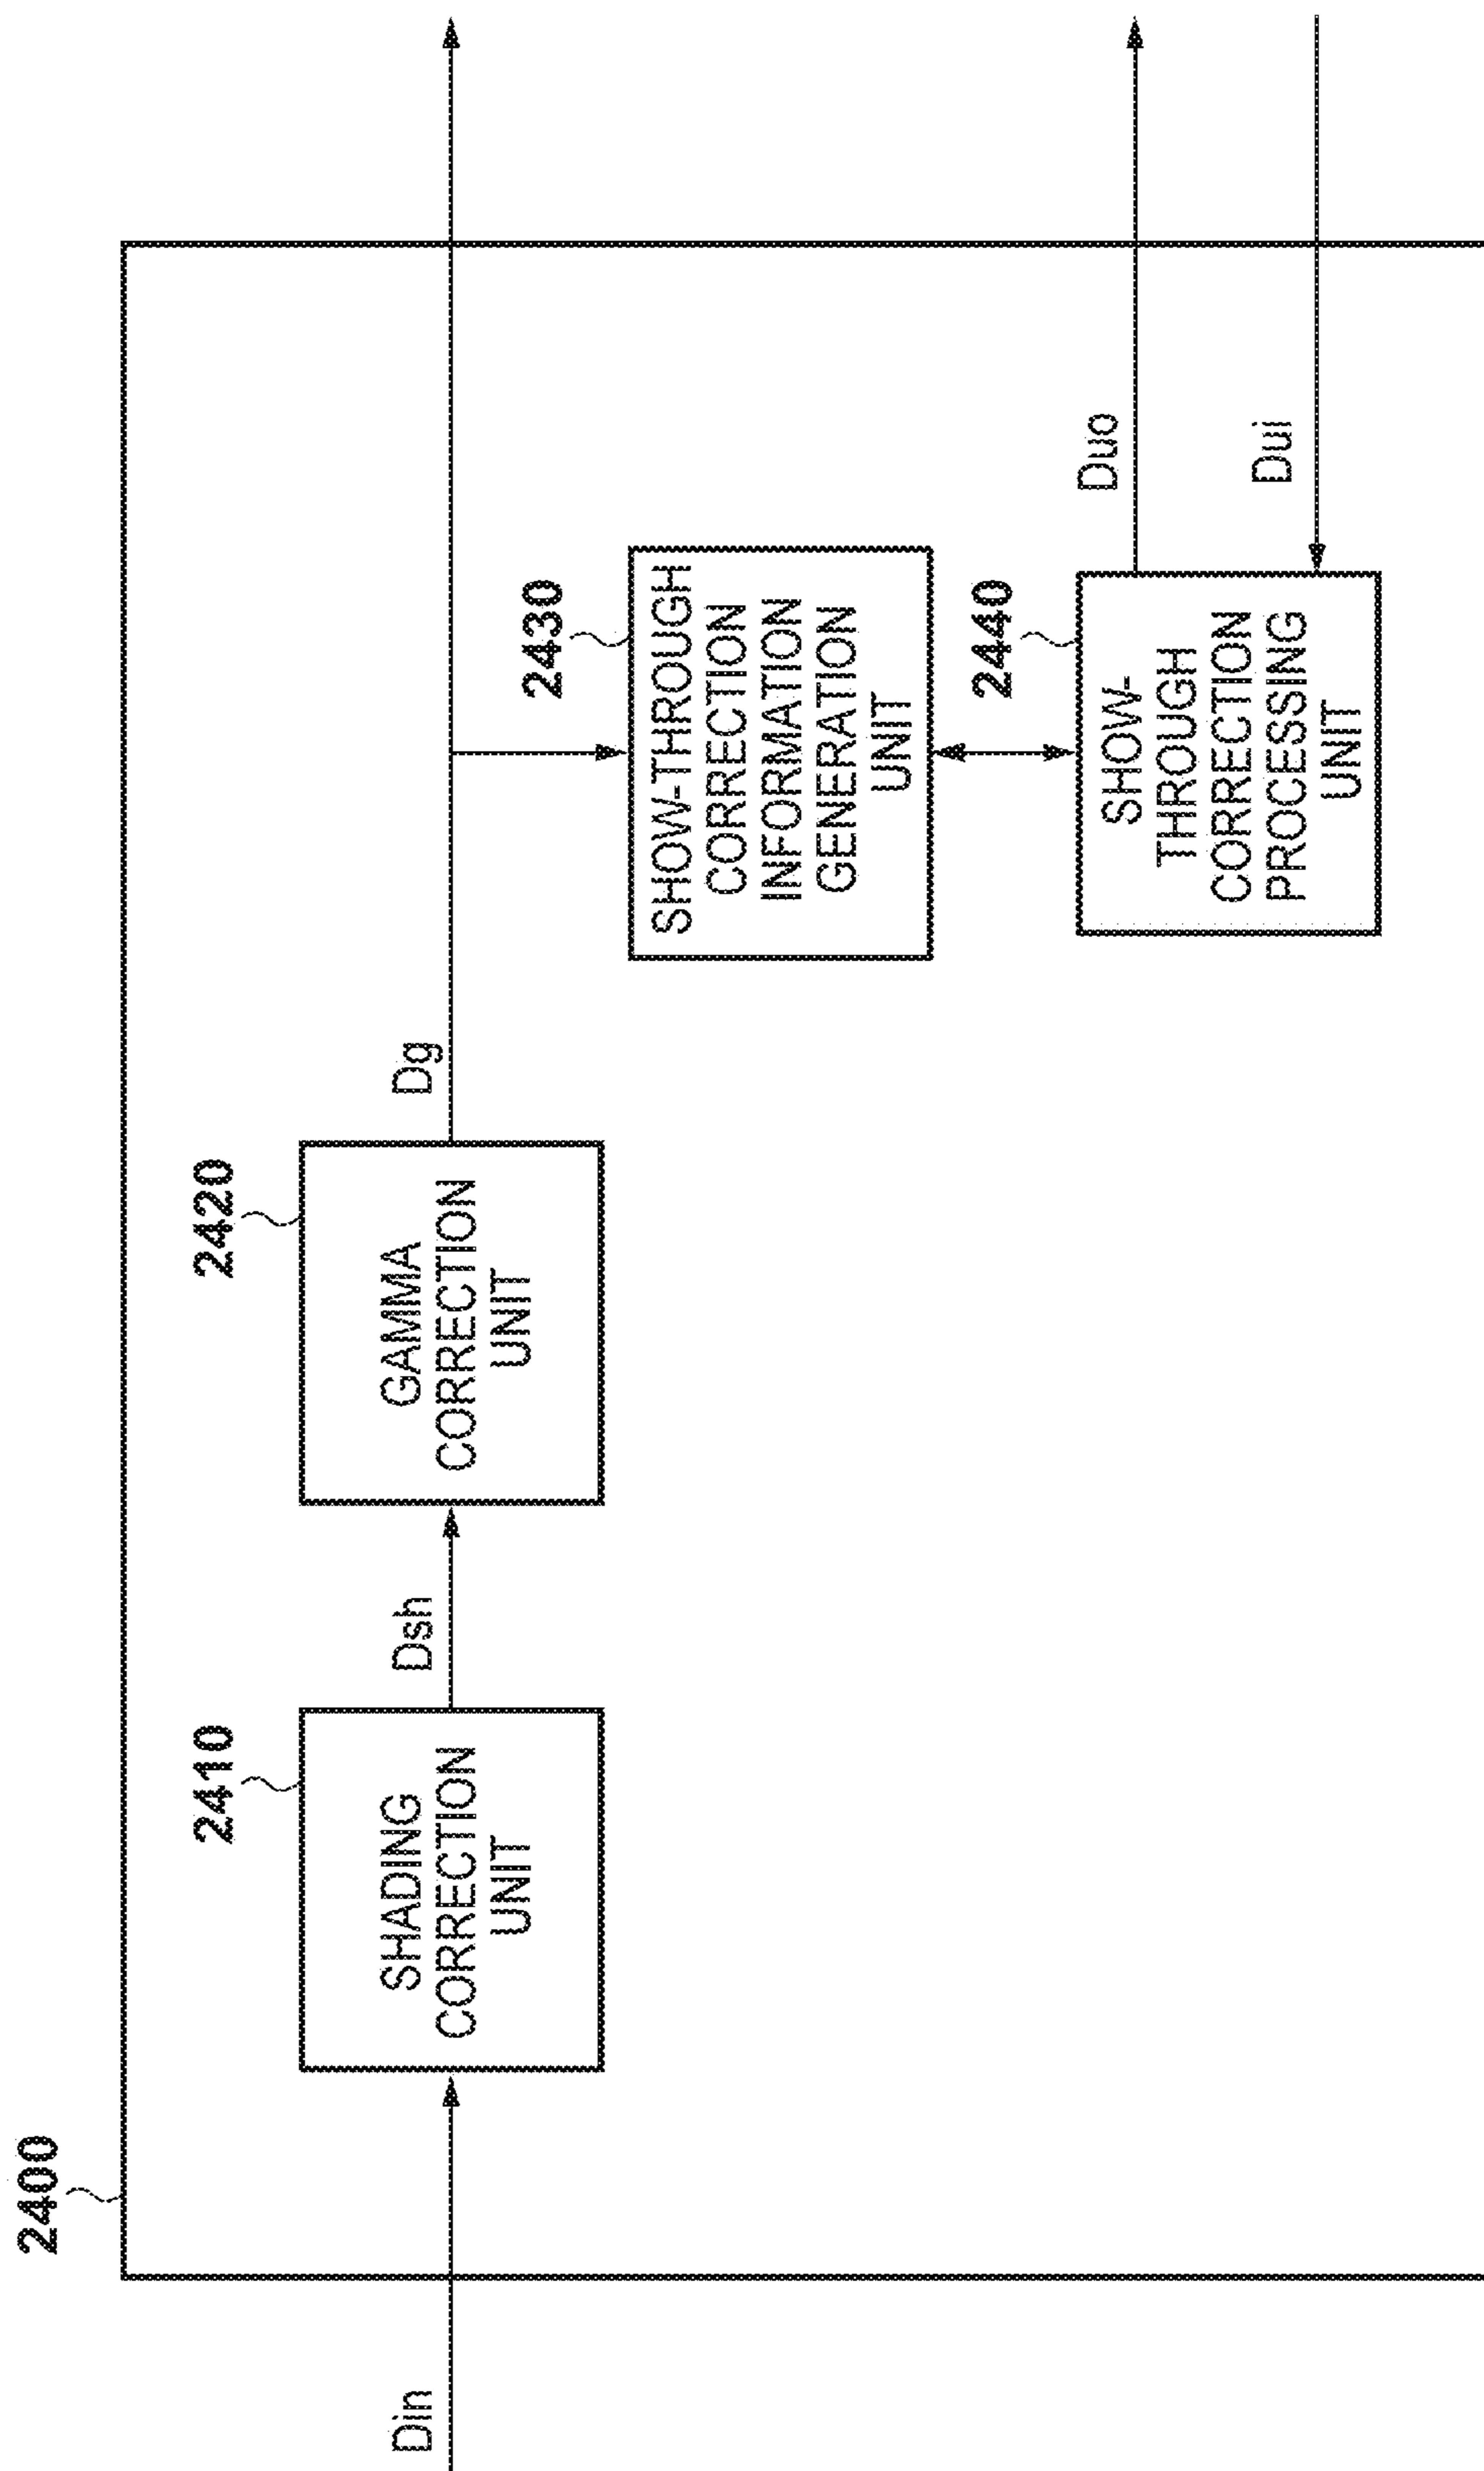 2400
Din
2410
SHADING
CORRECTION
UNIT
Dsh
2420
GAMMA
CORRECTION
UNIT
Dg
2430
SHOW-THROUGH
CORRECTION
INFORMATION
GENERATION
UNIT
2440
SHOW-
THROUGH
CORRECTION
PROCESSING
UNIT
Duo
Dui